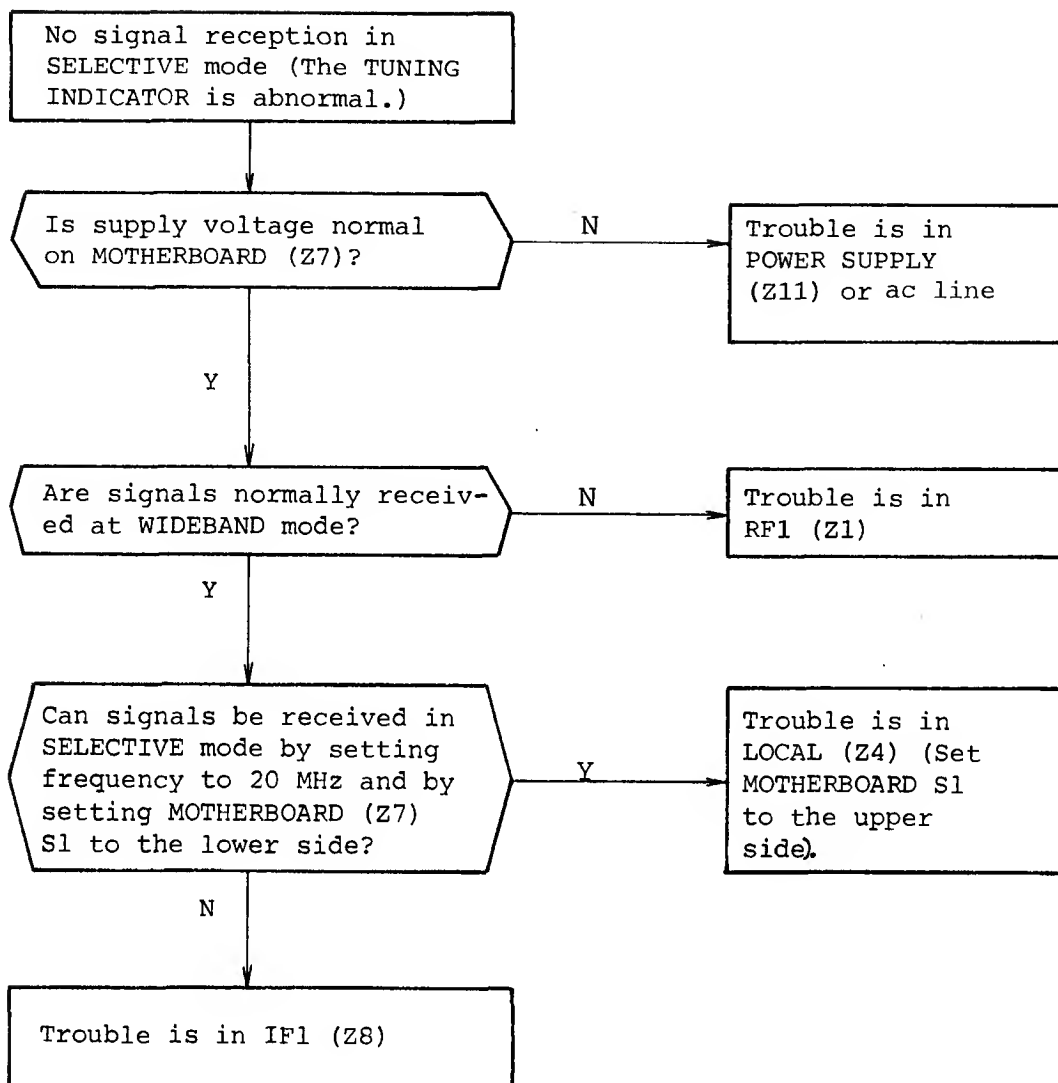 No signal reception in
SELECTIVE mode (The TUNING
INDICATOR is abnormal.)
Is supply voltage normal
on MOTHERBOARD (Z7)?
N
Trouble is in
POWER SUPPLY
(Z11) or ac line
Y
Are signals normally receiv-
ed at WIDEBAND mode?
N
Trouble is in
RF1 (Z1)
Y
Can signals be received in
SELECTIVE mode by setting
frequency to 20 MHz and by
setting MOTHERBOARD (Z7)
S1 to the lower side?
Y
Trouble is in
LOCAL (Z4) (Set
MOTHERBOARD S1
to the upper
side).
N
Trouble is in IF1 (Z8)